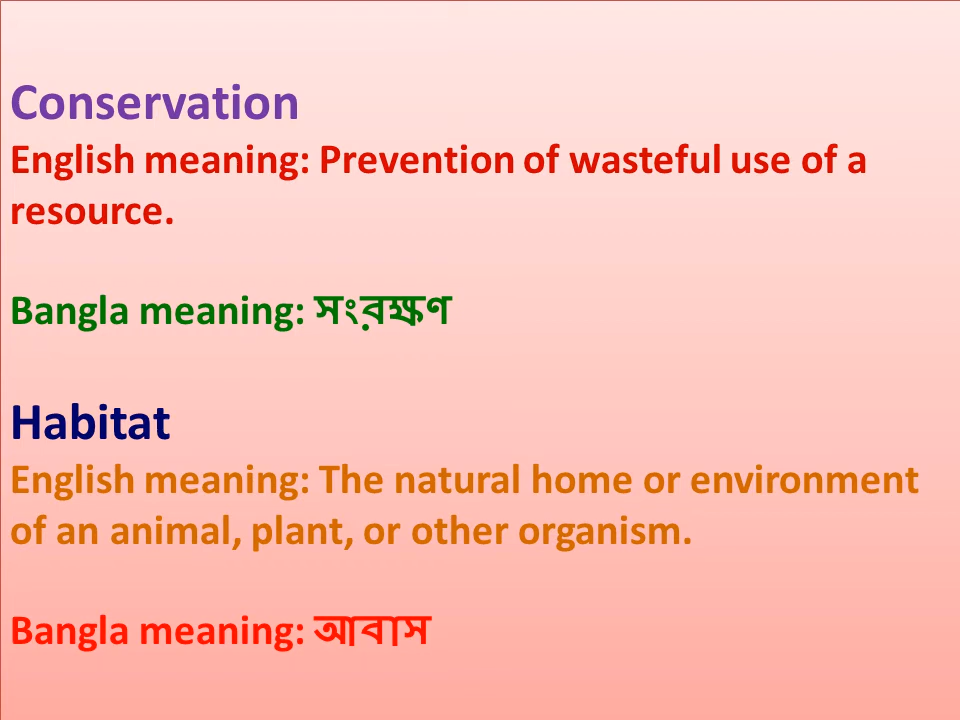 Conservation
English meaning: Prevention of wasteful use of a
resource.
Bangla meaning: সংরক্ষণ
Habitat
English meaning: The natural home or environment
of an animal, plant, or other organism.
Bangla meaning: আবাস